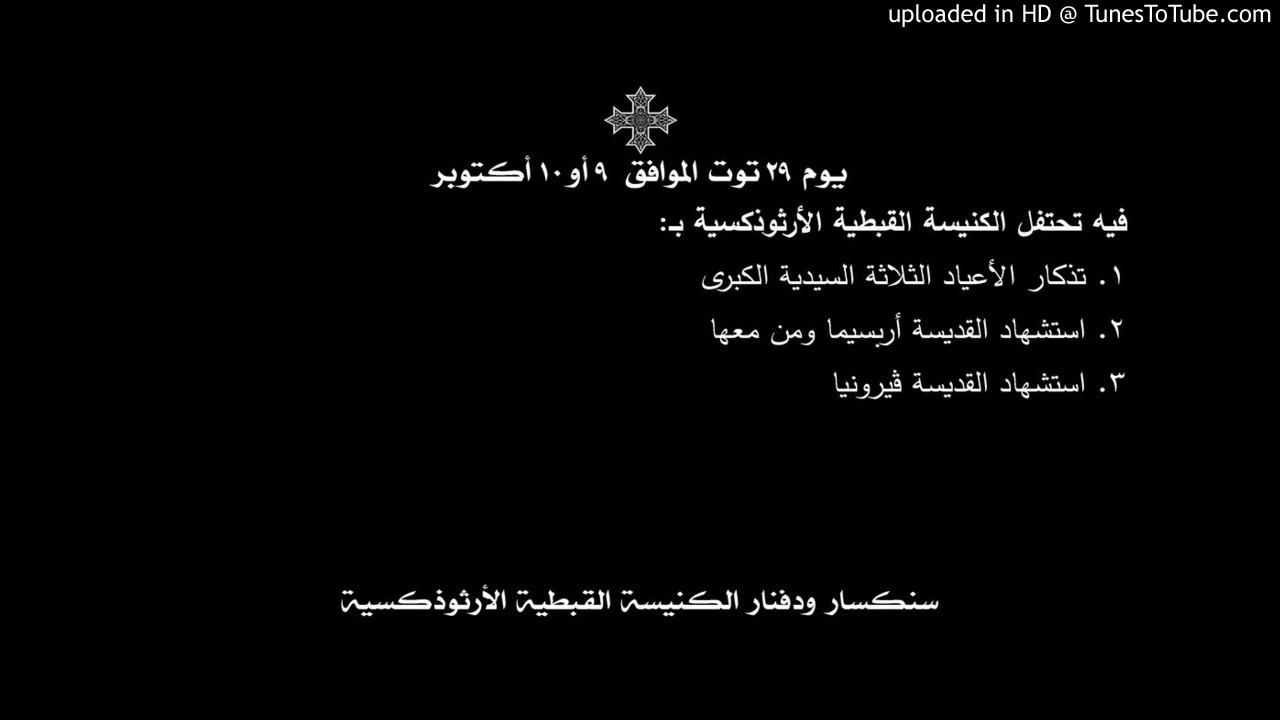 uploaded in HD @ TunesToTube.com
يوم ٢٩ توت الموافق ٩ أو ١٠ أكتوبر
فيه تحتفل الكنيسة القبطية الأرثوذكسية بـ:
١. تذكار الأعياد الثلاثة السيدية الكبرى
٢. استشهاد القديسة أربسيما ومن معها
٣. استشهاد القديسة ڤيرونيا
سنكسار ودفنار الكنيسة القبطية الأرثوذكسية